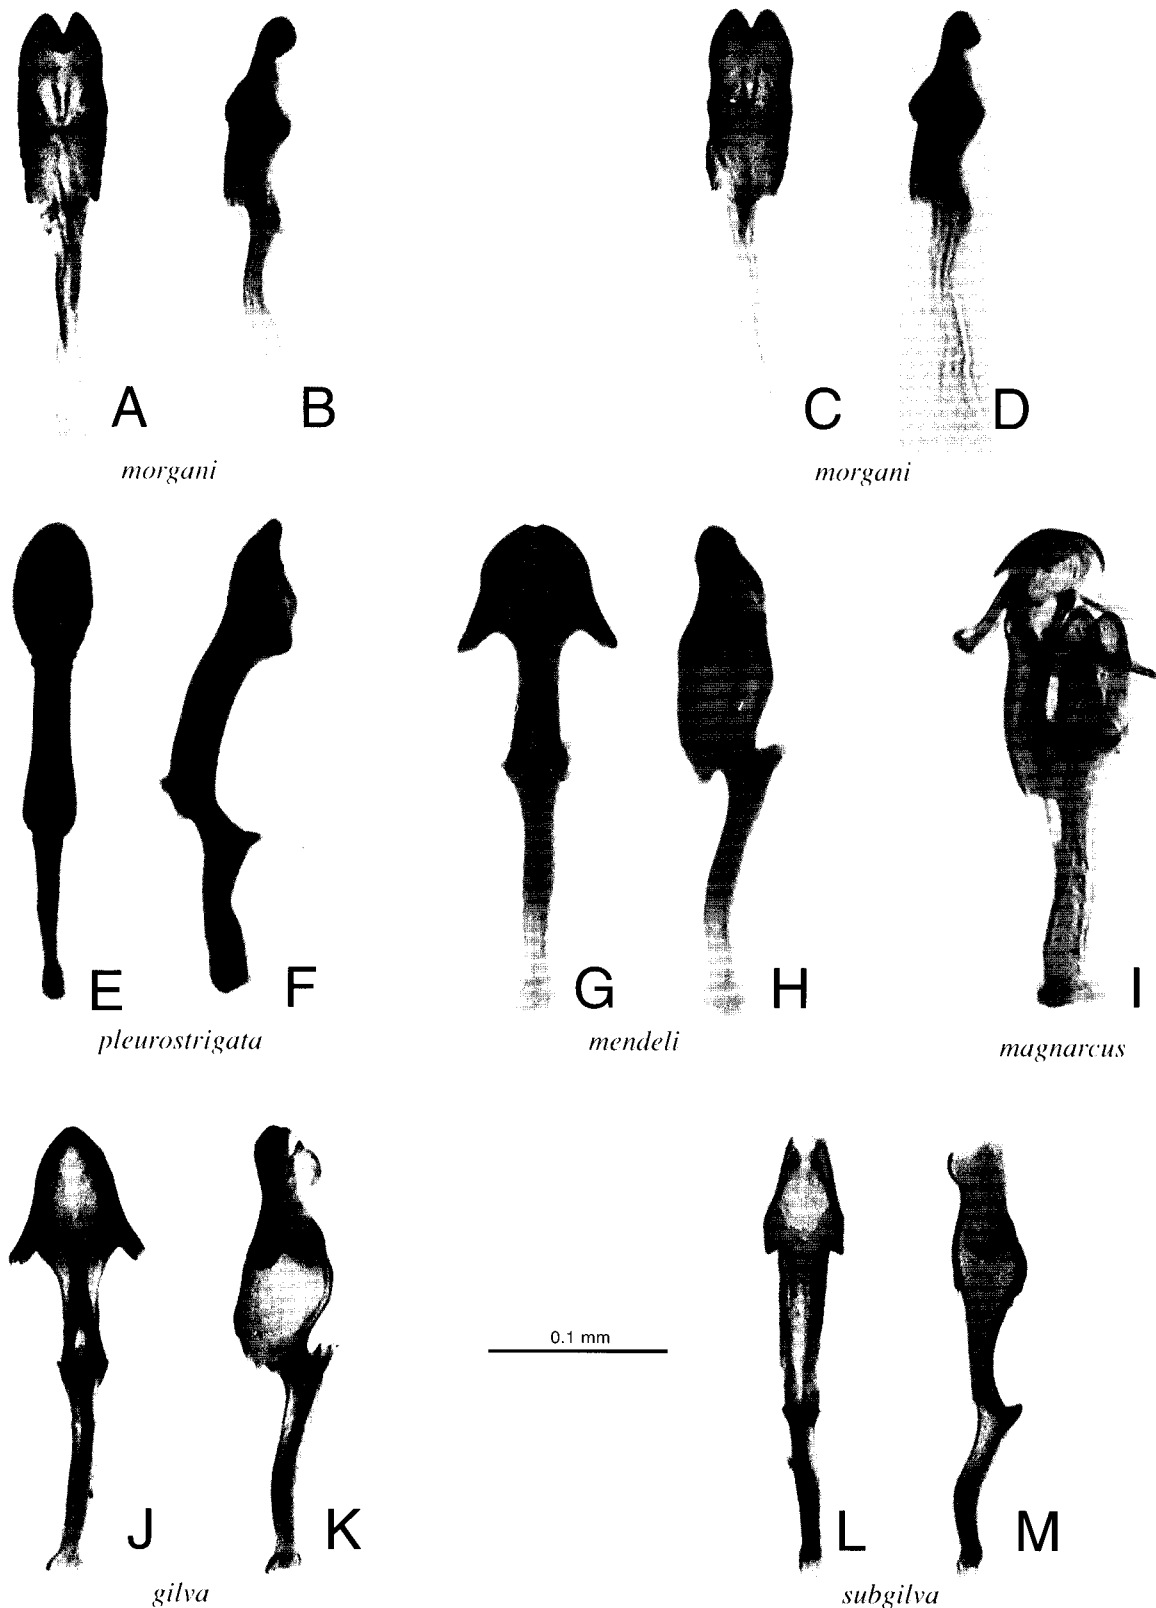 A B C D
morgani morgani
E F G H I
pleurostrigata mendeli magnarcus
0.1 mm
J K L M
gilva subgilva